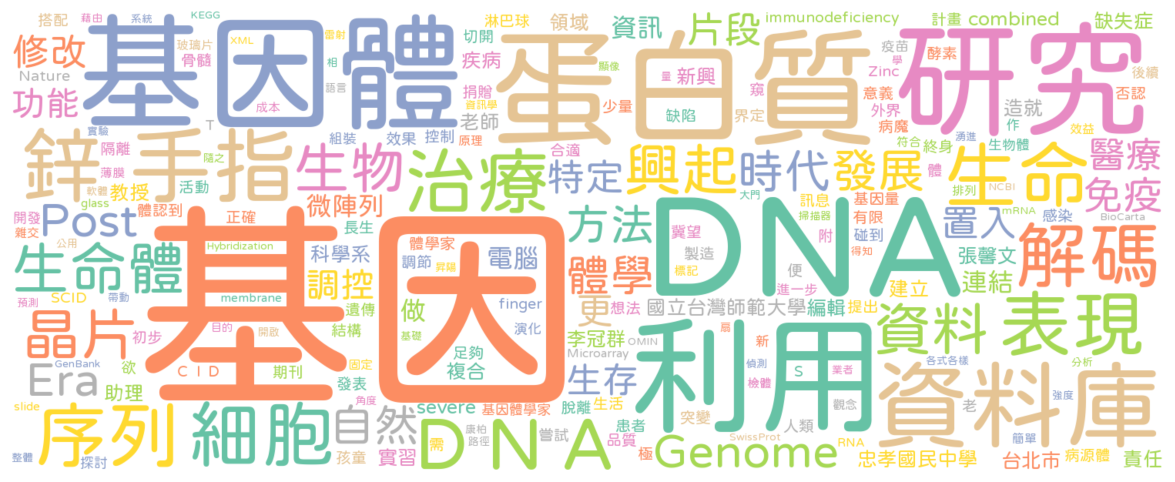 搭配
藉由
系統
KEGG
淋巴球
領域
資訊
片段
immunodeficiency
計畫
combined
缺失症
修改
玻璃片
XML
基因體
雷射
切開
疾病
蛋白質
顯像
疫苗
酵素
研究
後續
Nature
骨髓
相
語言
捐贈
資訊學
量
新興
窺
學
Zinc
意義
否認
功能
成本
老師
少量
缺陷
界定
外界
造就
實驗
T
組裝
效果
控制
原理
病魔
作
效益
鋅手指
隔離
隨之
生物
治療
合適
特定
興起
時代
發展
符合
終身
湧進
生物體
生命
醫療
薄膜
軟體
教授
活動
體
排列
NCBI
免疫
開發
glass
Post
體認到
正確
微陣列
長生
大門
方法
DNA
訊息
基因量
mRNA
BioCarta
雜交
掃描器
有限
感染
置入
公用
Hybridization
基因
體學家
冀望
附
碰到
張馨文
解碼
生命體
科學系
調節
電腦
體學
製造
便
得知
連結
預測
SCID
帶動
membrane
調控
昇陽
標記
進一步
建立
遺傳
做
finger
更
想法
國立台灣師範大學
編輯
提出
晶片
初步
目的
開啟
結構
基礎
演化
李冠群
OMIN
扇
資料
表現
GenBank
欲
CID
期刊
固定
足夠
Microarray
利用
新
偵測
各式各樣
分析
Era
助理
發表
複合
生存
檢體
S
業者
資料庫
slide
角度
severe
基因體學家
脫離
生活
突變
觀念
老
強度
序列
細胞
自然
需
康柏
患者
人類
簡單
整體
探討
孩童
實習
路徑
DNA
嘗試
品質
極
Genome
SwissProt
RNA
忠孝國民中學
台北市
病源體
責任